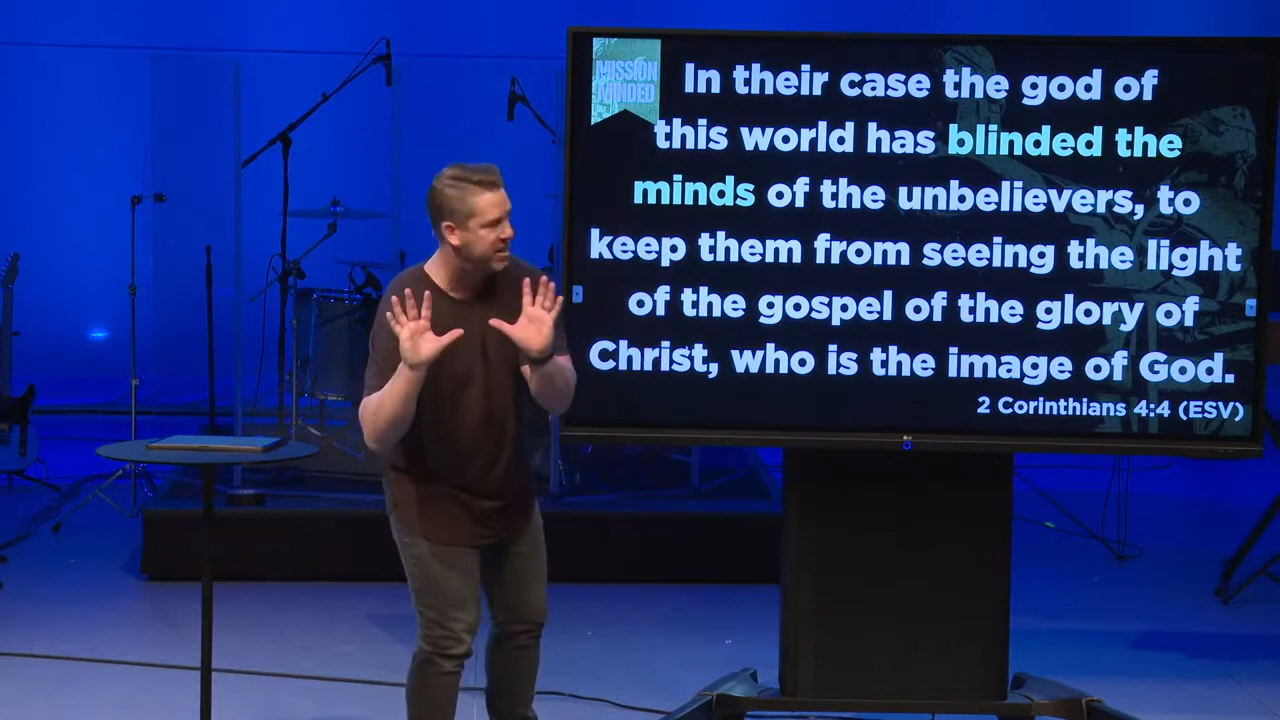 MISSION
MINDED
In their case the god of
this world has blinded the
minds of the unbelievers, to
keep them from seeing the light
of the gospel of the glory of
Christ, who is the image of God.
2 Corinthians 4:4 (ESV)